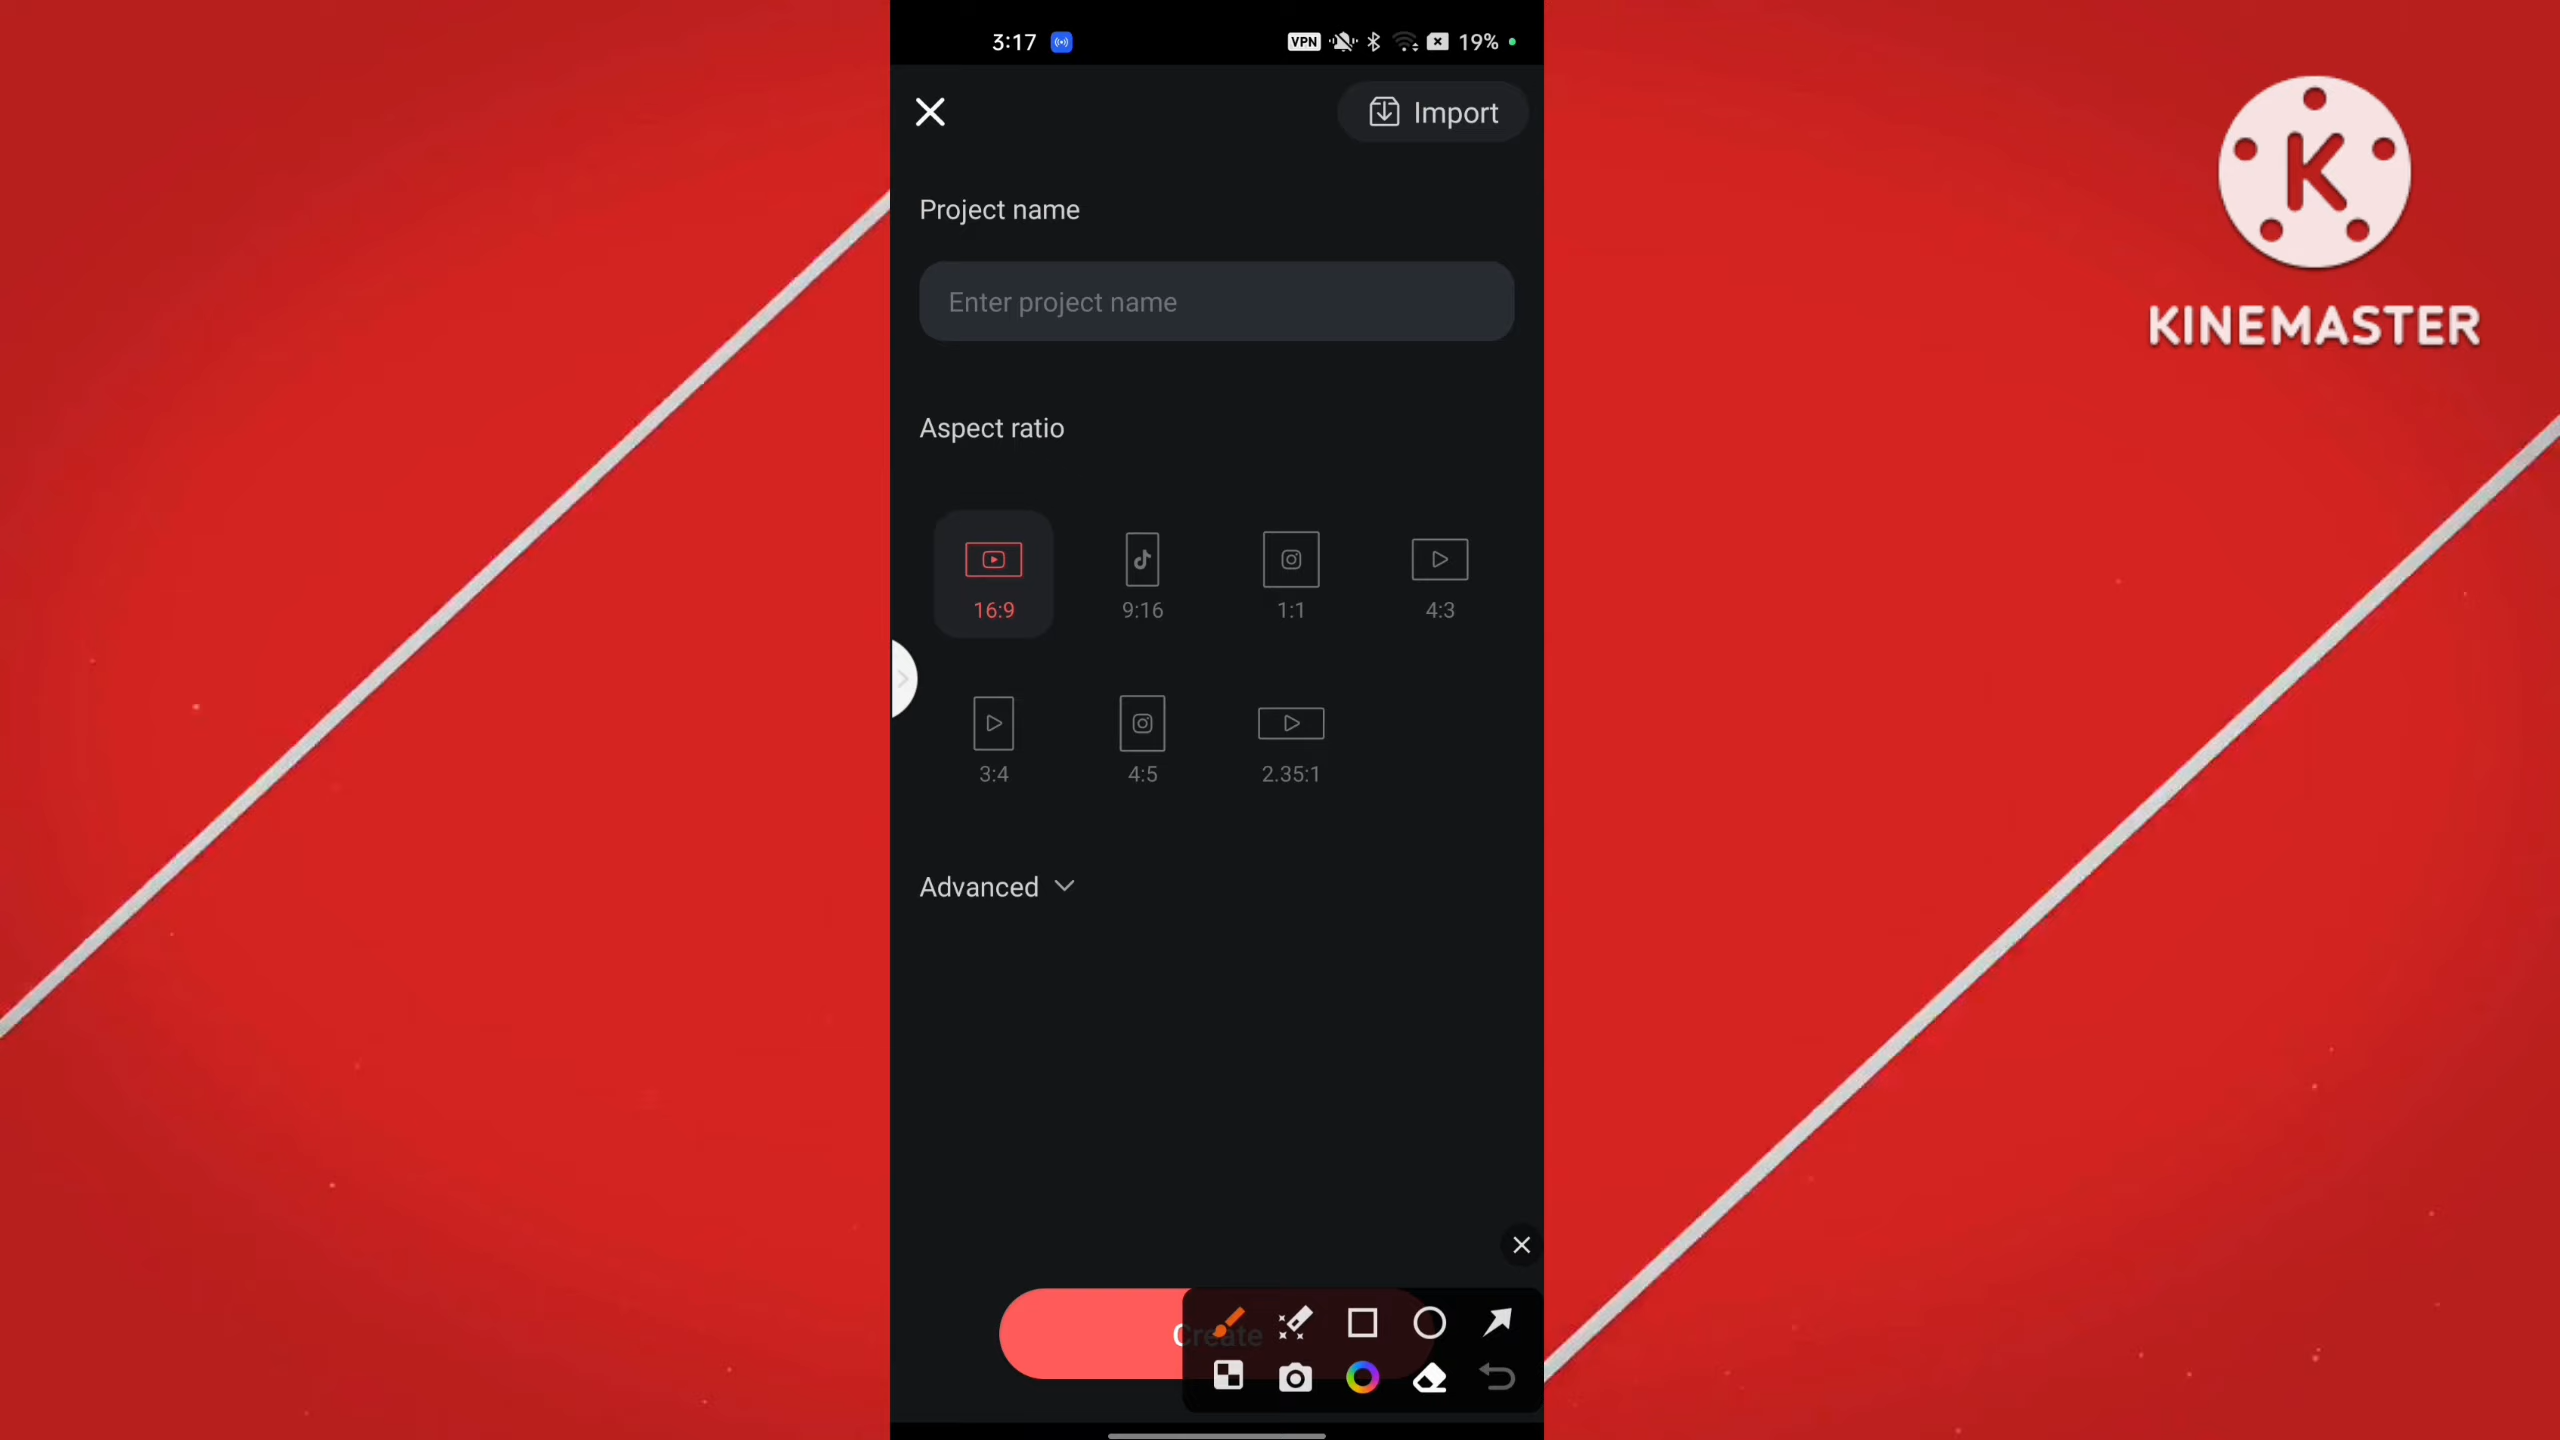 3:17
VPN
19%
Import
Project name
Enter project name
Aspect ratio
16:9
9:16
1:1
4:3
3:4
4:5
2.35:1
Advanced
Create
K
KINEMASTER